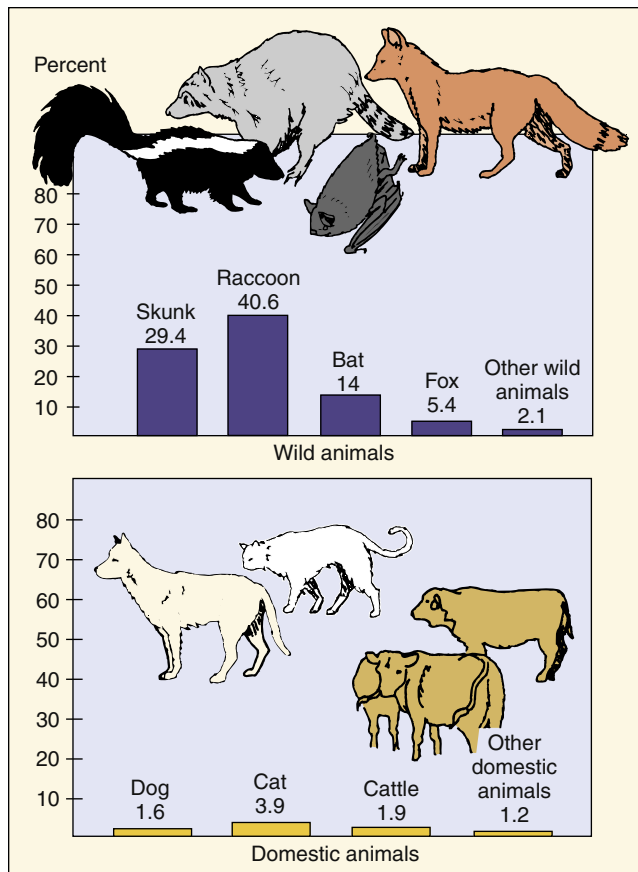 Percent
80
70
60
50
40
30
20
10
Skunk
29.4
Raccoon
40.6
Bat
14
Fox
5.4
Other wild
animals
2.1
Wild animals
80
70
60
50
40
30
20
10
Dog
1.6
Cat
3.9
Cattle
1.9
Other
domestic
animals
1.2
Domestic animals